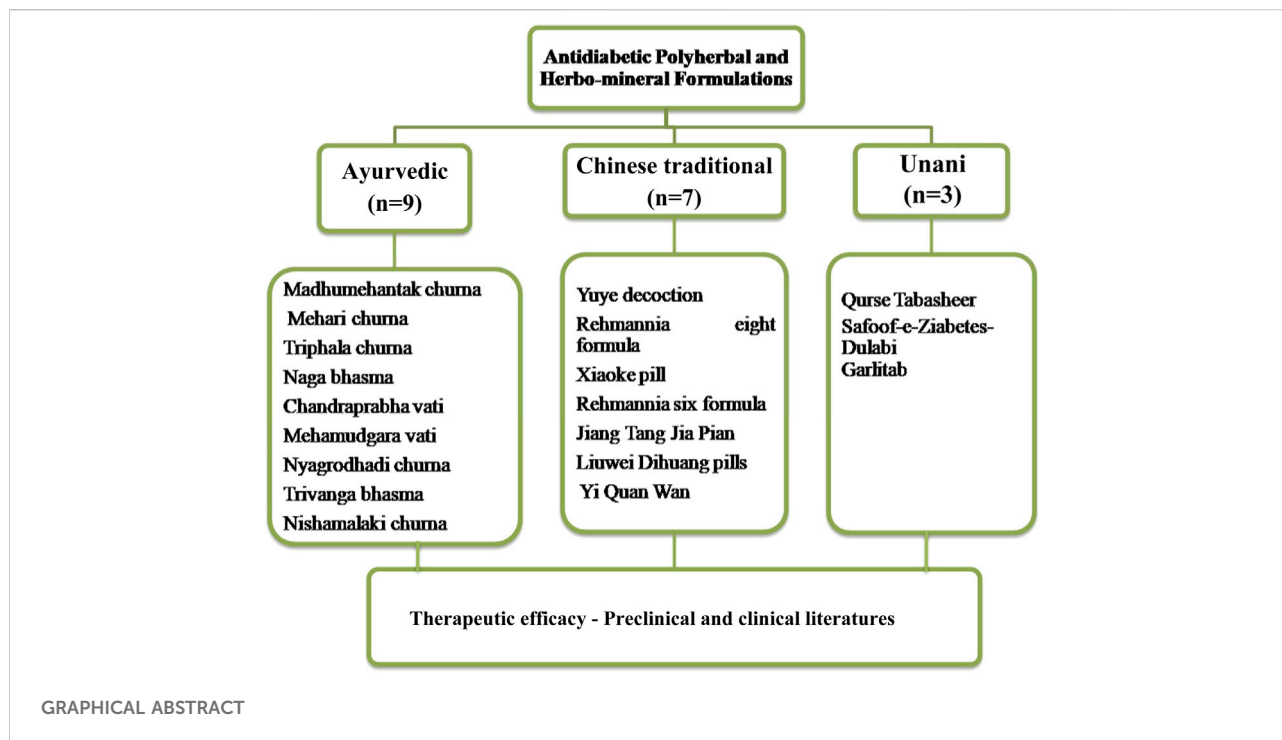 Antidiabetic Polyherbal and
Herbo-mineral Formulations
Ayurvedic
(n=9)
Chinese traditional
(n=7)
Unani
(n=3)
Madhumehantak churna
Mehari churna
Triphala churna
Naga bhasma
Chandraprabha vati
Mehamudgara vati
Nyagrodhadi churna
Trivanga bhasma
Nishamalaki churna
Yuye decoction
Rehmannia eight
formula
Xiaoke pill
Rehmannia six formula
Jiang Tang Jia Pian
Liuwei Dihuang pills
Yi Quan Wan
Qurse Tabasheer
Safoof-e-Ziabetes-
Dulabi
Garlitab
Therapeutic efficacy - Preclinical and clinical literatures
GRAPHICAL ABSTRACT